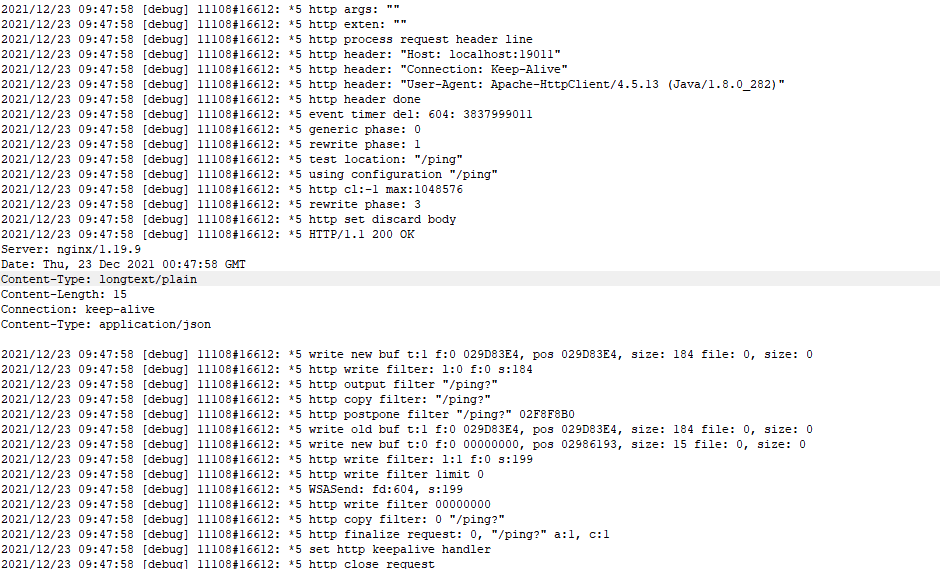 2021/12/23 09:47:58 [debug] 11108#16612: *5 http args: ""
2021/12/23 09:47:58 [debug] 11108#16612: *5 http exten: ""
2021/12/23 09:47:58 [debug] 11108#16612: *5 http process request header line
2021/12/23 09:47:58 [debug] 11108#16612: *5 http header: "Host: localhost:19011"
2021/12/23 09:47:58 [debug] 11108#16612: *5 http header: "Connection: Keep-Alive"
2021/12/23 09:47:58 [debug] 11108#16612: *5 http header: "User-Agent: Apache-HttpClient/4.5.13 (Java/1.8.0_282)"
2021/12/23 09:47:58 [debug] 11108#16612: *5 http header done
2021/12/23 09:47:58 [debug] 11108#16612: *5 event timer del: 604: 3837999011
2021/12/23 09:47:58 [debug] 11108#16612: *5 generic phase: 0
2021/12/23 09:47:58 [debug] 11108#16612: *5 rewrite phase: 1
2021/12/23 09:47:58 [debug] 11108#16612: *5 test location: "/ping"
2021/12/23 09:47:58 [debug] 11108#16612: *5 using configuration "/ping"
2021/12/23 09:47:58 [debug] 11108#16612: *5 http cl:-1 max:1048576
2021/12/23 09:47:58 [debug] 11108#16612: *5 rewrite phase: 3
2021/12/23 09:47:58 [debug] 11108#16612: *5 http set discard body
2021/12/23 09:47:58 [debug] 11108#16612: *5 HTTP/1.1 200 OK
Server: nginx/1.19.9
Date: Thu, 23 Dec 2021 00:47:58 GMT
Content-Type: longtext/plain
Content-Length: 15
Connection: keep-alive
Content-Type: application/json
2021/12/23 09:47:58 [debug] 11108#16612: *5 write new buf t:1 f:0 029D83E4, pos 029D83E4, size: 184 file: 0, size: 0
2021/12/23 09:47:58 [debug] 11108#16612: *5 http write filter: l:0 f:0 s:184
2021/12/23 09:47:58 [debug] 11108#16612: *5 http output filter "/ping?"
2021/12/23 09:47:58 [debug] 11108#16612: *5 http copy filter: "/ping?"
2021/12/23 09:47:58 [debug] 11108#16612: *5 http postpone filter "/ping?" 02F8F8B0
2021/12/23 09:47:58 [debug] 11108#16612: *5 write old buf t:1 f:0 029D83E4, pos 029D83E4, size: 184 file: 0, size: 0
2021/12/23 09:47:58 [debug] 11108#16612: *5 write new buf t:0 f:0 00000000, pos 02986193, size: 15 file: 0, size: 0
2021/12/23 09:47:58 [debug] 11108#16612: *5 http write filter: l:1 f:0 s:199
2021/12/23 09:47:58 [debug] 11108#16612: *5 http write filter limit 0
2021/12/23 09:47:58 [debug] 11108#16612: *5 WSASend: fd:604, s:199
2021/12/23 09:47:58 [debug] 11108#16612: *5 http write filter 00000000
2021/12/23 09:47:58 [debug] 11108#16612: *5 http copy filter: 0 "/ping?"
2021/12/23 09:47:58 [debug] 11108#16612: *5 http finalize request: 0, "/ping?" a:1, c:1
2021/12/23 09:47:58 [debug] 11108#16612: *5 set http keepalive handler
2021/12/23 09:47:58 [debug] 11108#16612: *5 http close request